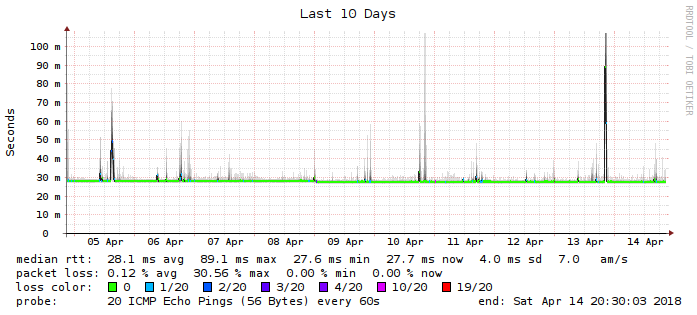 Last 10 Days
RRDTOOL / TOBI OETIKER
Seconds
100 m
90 m
80 m
70 m
60 m
50 m
40 m
30 m
20 m
10 m
0
05 Apr 06 Apr 07 Apr 08 Apr 09 Apr 10 Apr 11 Apr 12 Apr 13 Apr 14 Apr
median rtt: 28.1 ms avg 89.1 ms max 27.6 ms min 27.7 ms now 4.0 ms sd 7.0 am/s
packet loss: 0.12 % avg 30.56 % max 0.00 % min 0.00 % now
loss color: 0 1/20 2/20 3/20 4/20 10/20 19/20
probe: 20 ICMP Echo Pings (56 Bytes) every 60s end: Sat Apr 14 20:30:03 2018